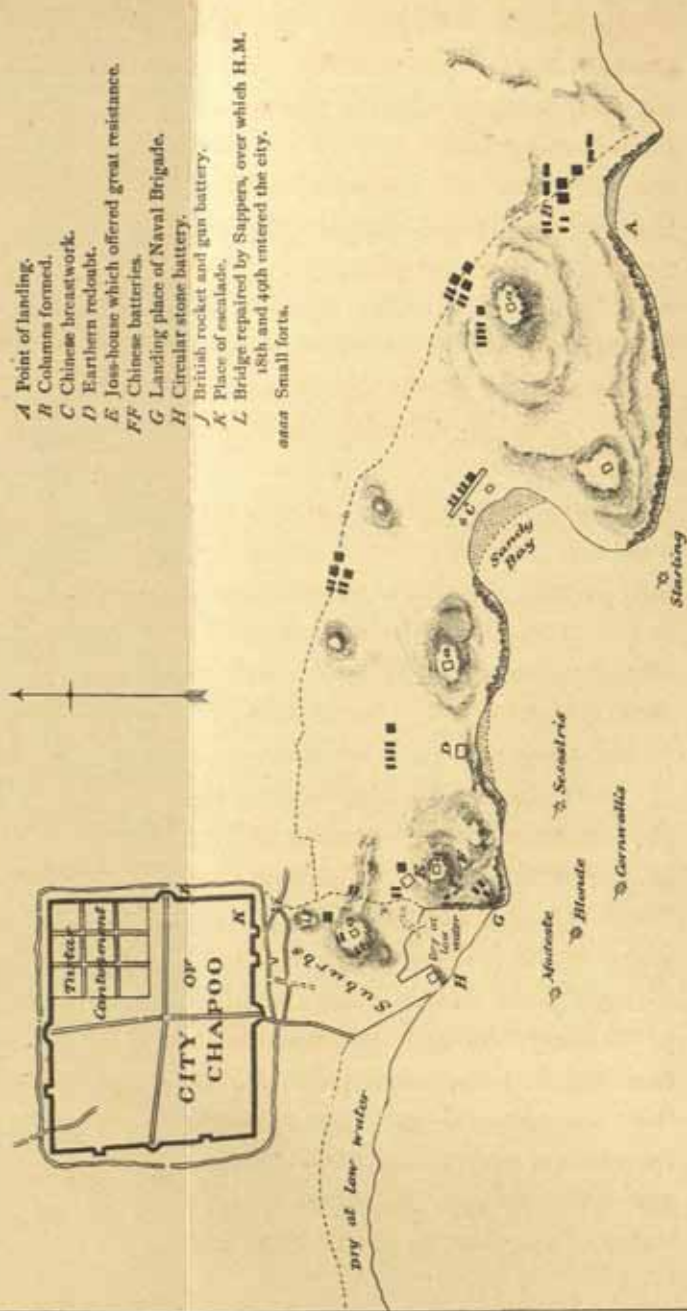 A Point of landing.
B Columns formed.
C Chinese breastwork.
D Earthern redoubt.
E Joss-house which offered great resistance.
FF Chinese batteries.
G Landing place of Naval Brigade.
H Circular stone battery.
J British rocket and gun battery.
K Place of escalade.
L Bridge repaired by Sappers, over which H.M.
18th and 49th entered the city.
aaaa Small forts.
Tartar
Cantonment
CITY OF
CHAPOO
K
Suburbs
Dry at low water
Dry at
low
water
H
G
D
C
Sandy
Bay
B
A
Modeste
Blonde
Sesostris
Cornwallis
Starling